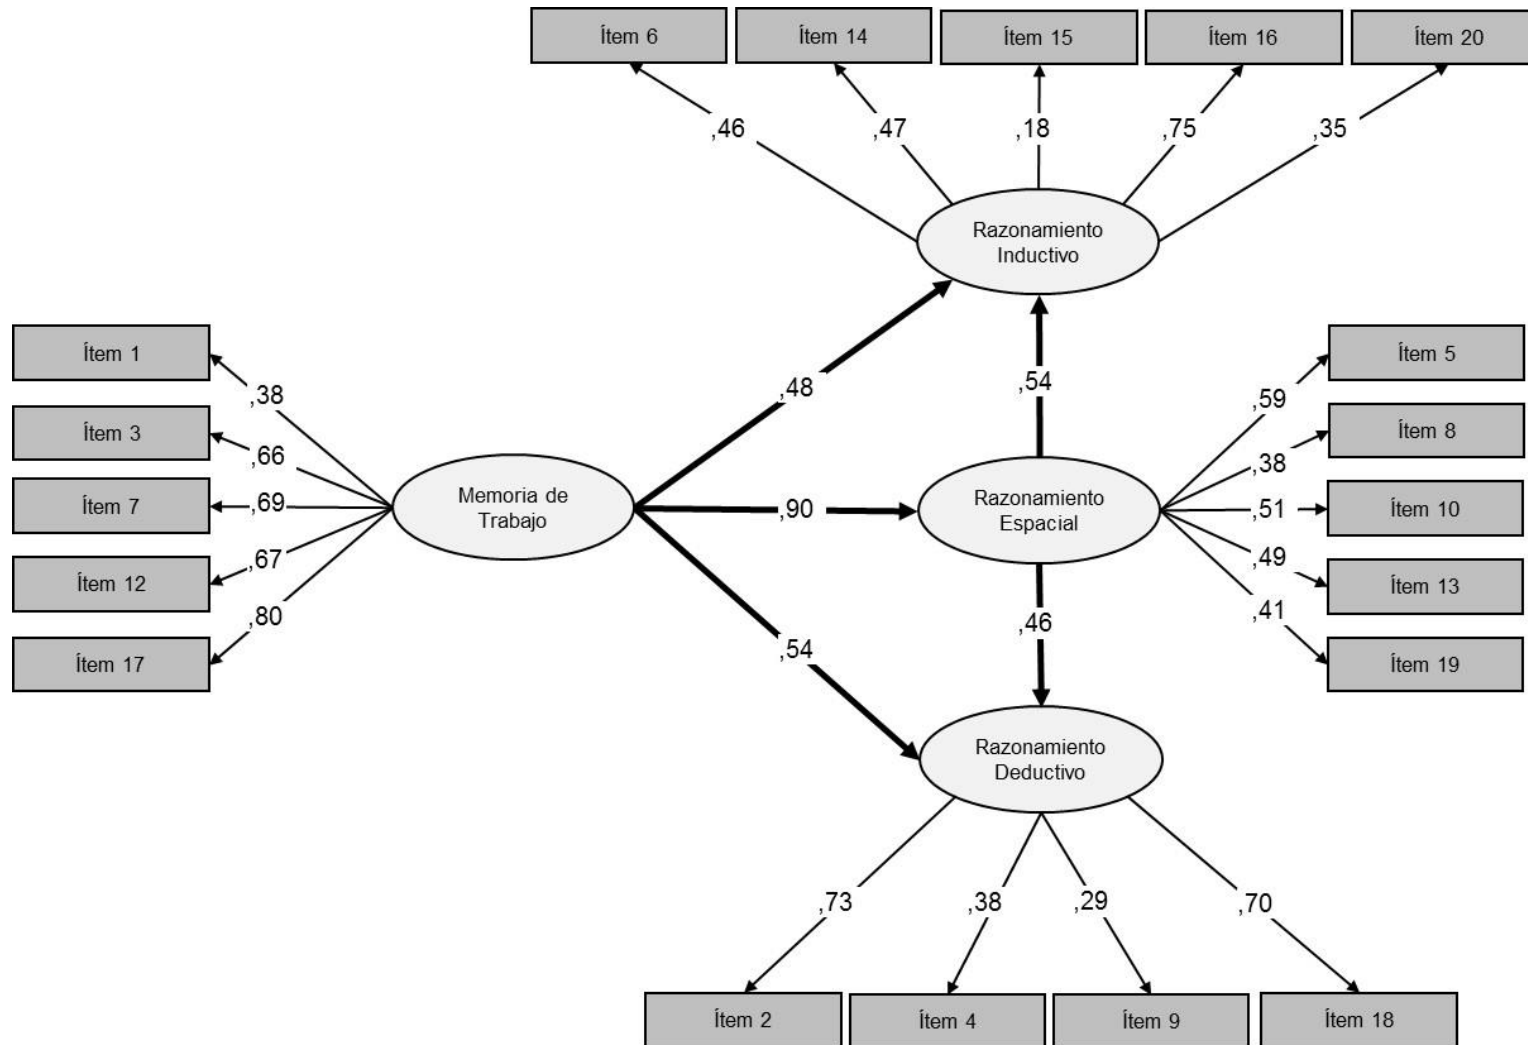 Ítem 6
Ítem 14
Ítem 15
Ítem 16
Ítem 20
,46
,47
,18
,75
,35
Razonamiento
Inductivo
Ítem 1
Ítem 3
Ítem 7
Ítem 12
Ítem 17
,38
,66
,69
,67
,80
Memoria de
Trabajo
,48
,90
,54
,54
Razonamiento
Espacial
,46
,59
,38
,51
,49
,41
Ítem 5
Ítem 8
Ítem 10
Ítem 13
Ítem 19
Razonamiento
Deductivo
,73
,38
,29
,70
Ítem 2
Ítem 4
Ítem 9
Ítem 18